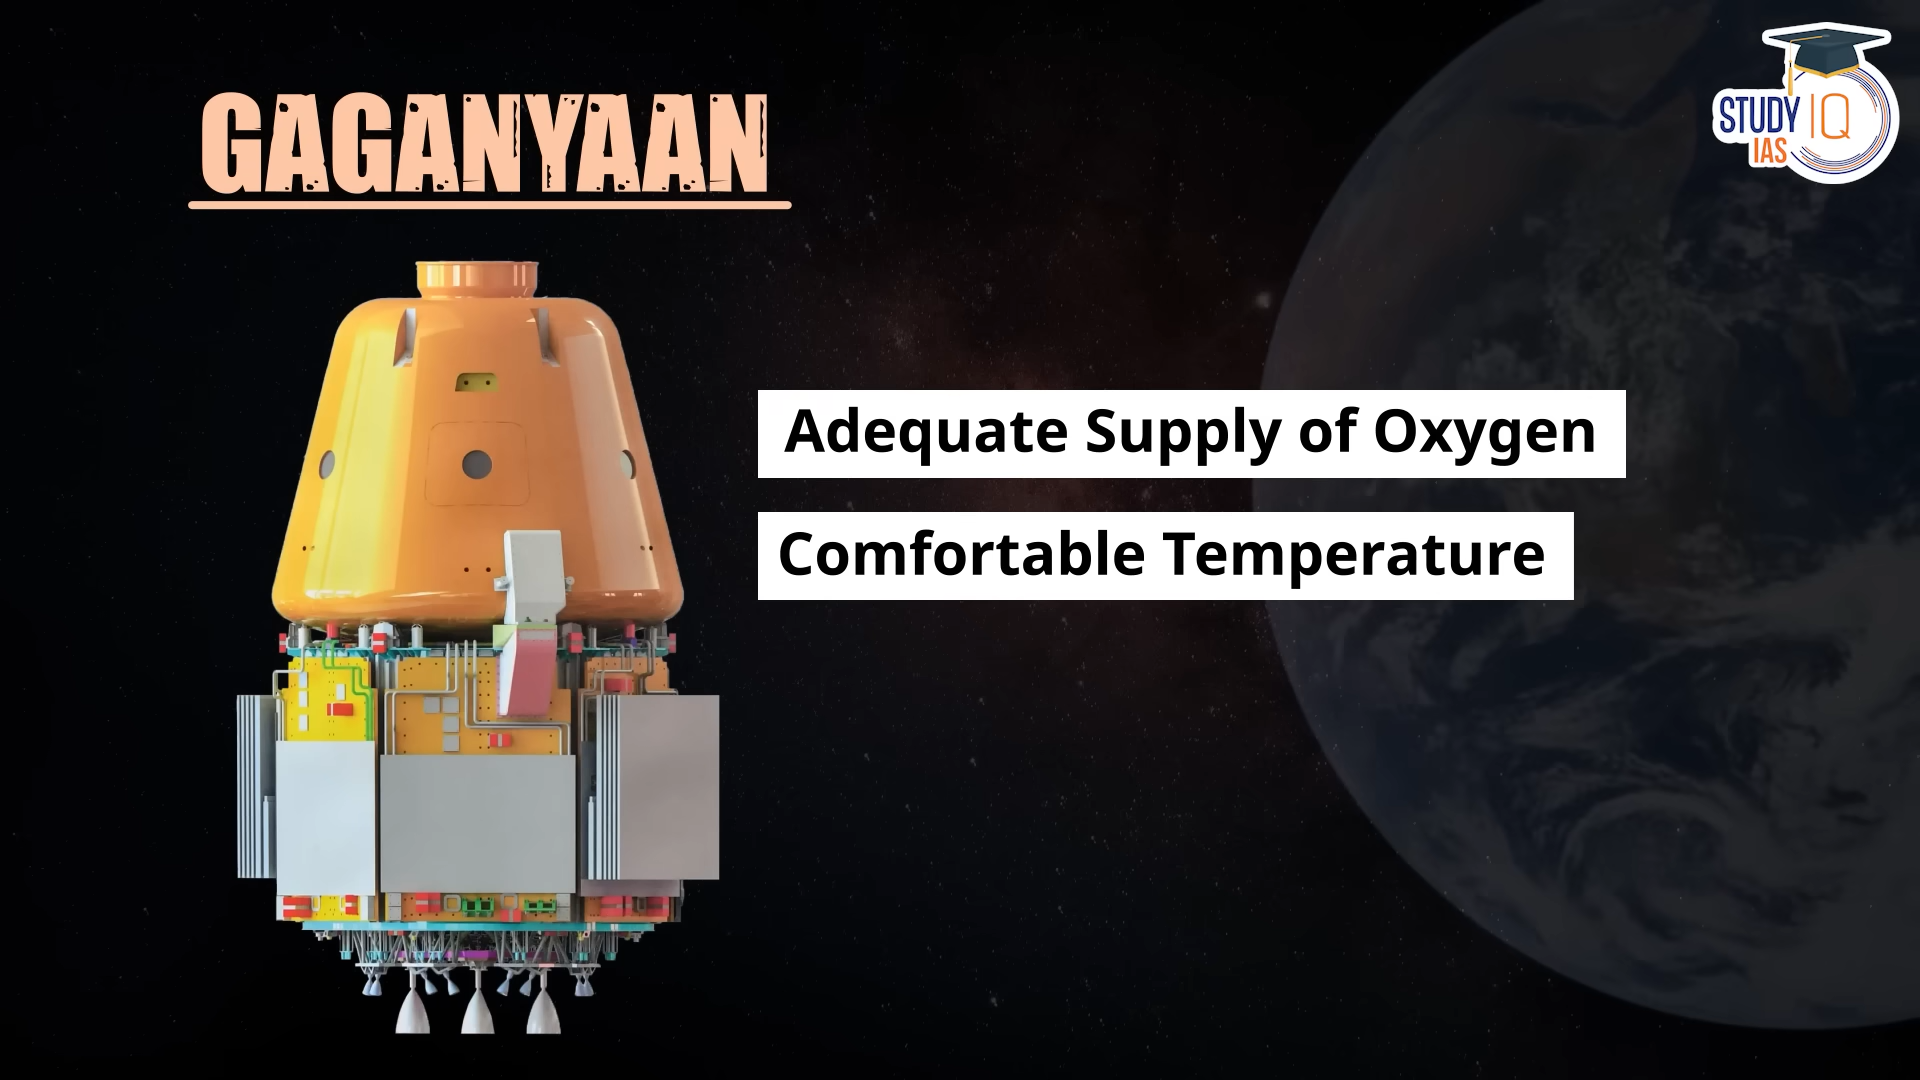 GAGANYAAN
STUDY IQ
IAS
Adequate Supply of Oxygen
Comfortable Temperature